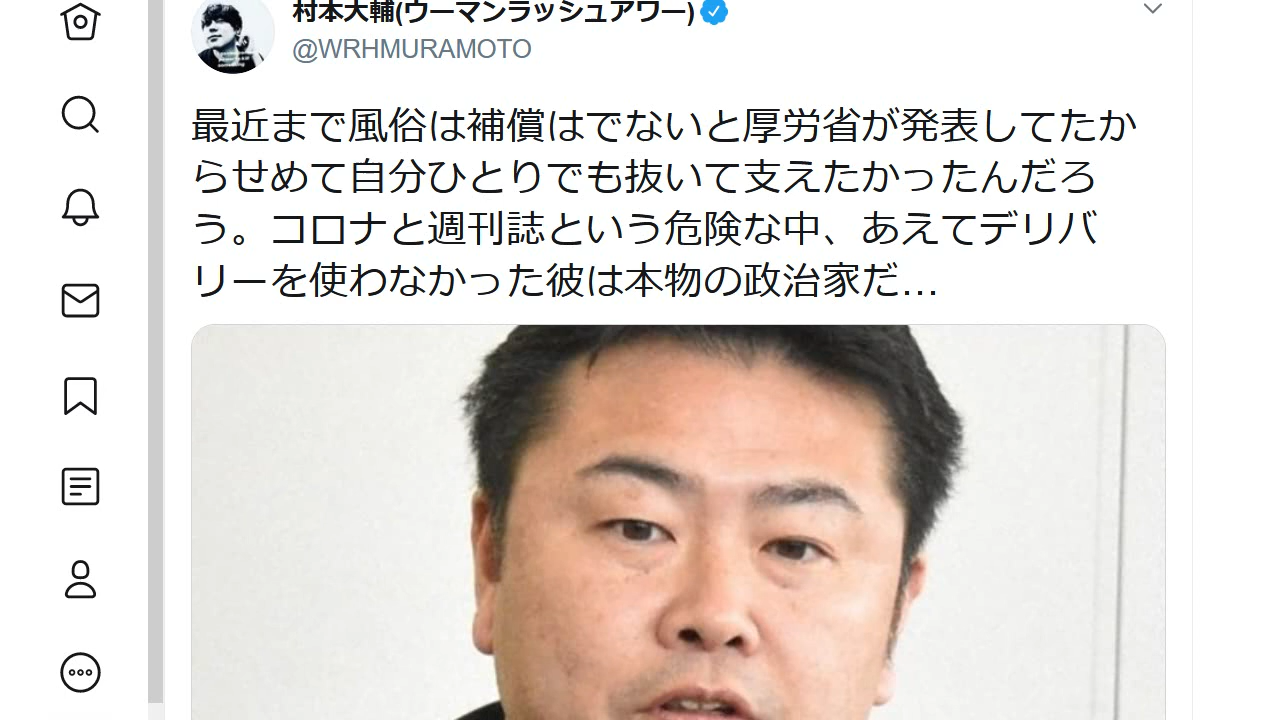 村本大輔(ウーマンラッシュアワー)
@WRHMURAMOTO
最近まで風俗は補償はでないと厚労省が発表してたか
らせめて自分ひとりでも抜いて支えたかったんだろ
う。コロナと週刊誌という危険な中、あえてデリバ
リーを使わなかった彼は本物の政治家だ…